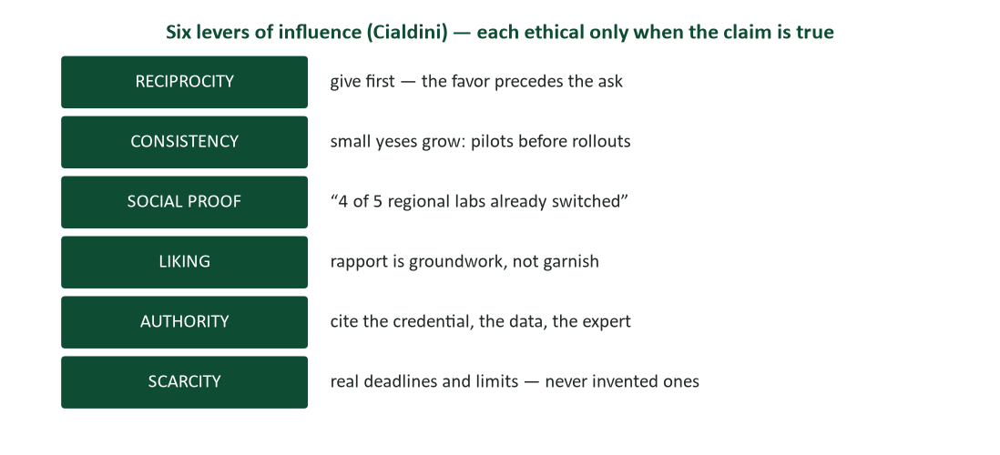 Six levers of influence (Cialdini) — each ethical only when the claim is true
RECIPROCITY
give first — the favor precedes the ask
CONSISTENCY
small yeses grow: pilots before rollouts
SOCIAL PROOF
“4 of 5 regional labs already switched”
LIKING
rapport is groundwork, not garnish
AUTHORITY
cite the credential, the data, the expert
SCARCITY
real deadlines and limits — never invented ones